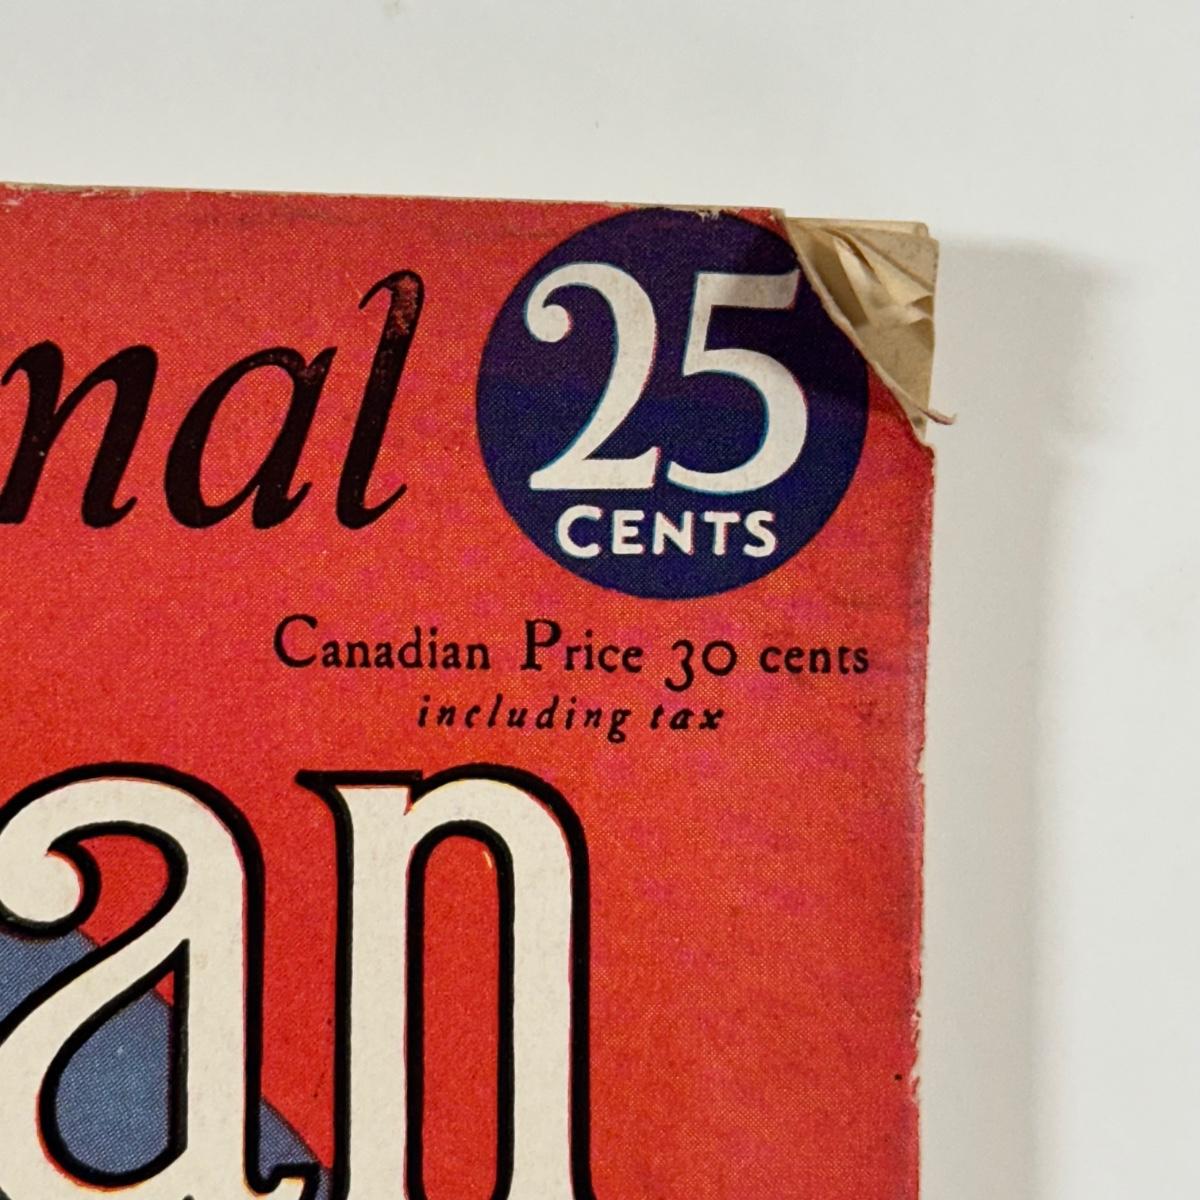 nal
25
CENTS
Canadian Price 30 cents
including tax
an